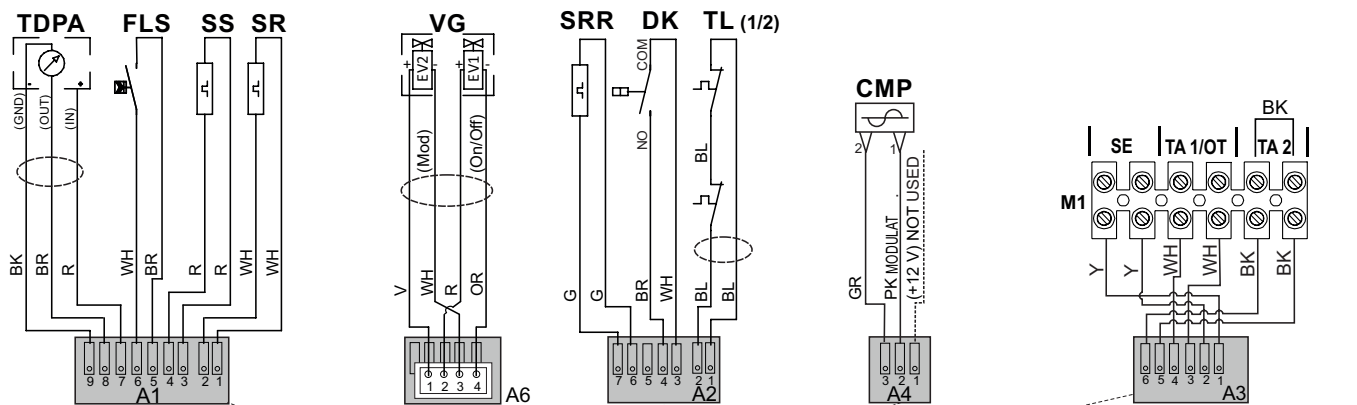 TDPA FLS SS SR VG SRR DK TL (1/2)
CMP
BK
SE TA 1/OT TA 2
M1
- +
(GND) (OUT) (IN)
+ EV2 - + EV1 -
(Mod) (On/Off)
COM
NO
BL
2 1
BK BR R WH BR R R WH WH
V WH R OR
G G BR WH BL BL
GR PK MODULAT (+12 V) NOT USED
Y Y WH WH BK BK
9 8 7 6 5 4 3 2 1
A1
1 2 3 4
A6
7 6 5 4 3 2 1
A2
3 2 1
A4
6 5 4 3 2 1
A3